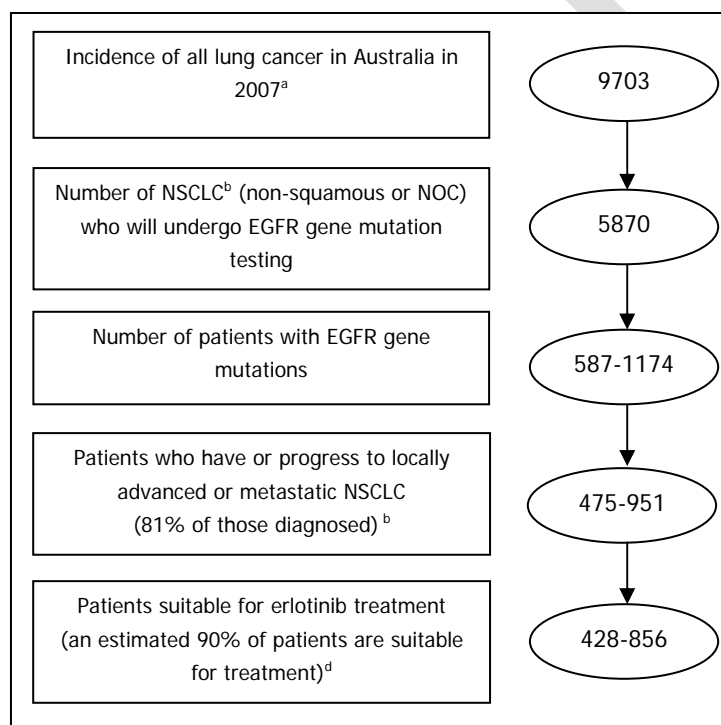 Incidence of all lung cancer in Australia in
2007ᵃ
9703
Number of NSCLCᵇ (non-squamous or NOC)
who will undergo EGFR gene mutation
testing
5870
Number of patients with EGFR gene
mutations
587-1174
Patients who have or progress to locally
advanced or metastatic NSCLC
(81% of those diagnosed) ᵇ
475-951
Patients suitable for erlotinib treatment
(an estimated 90% of patients are suitable
for treatment)ᵈ
428-856